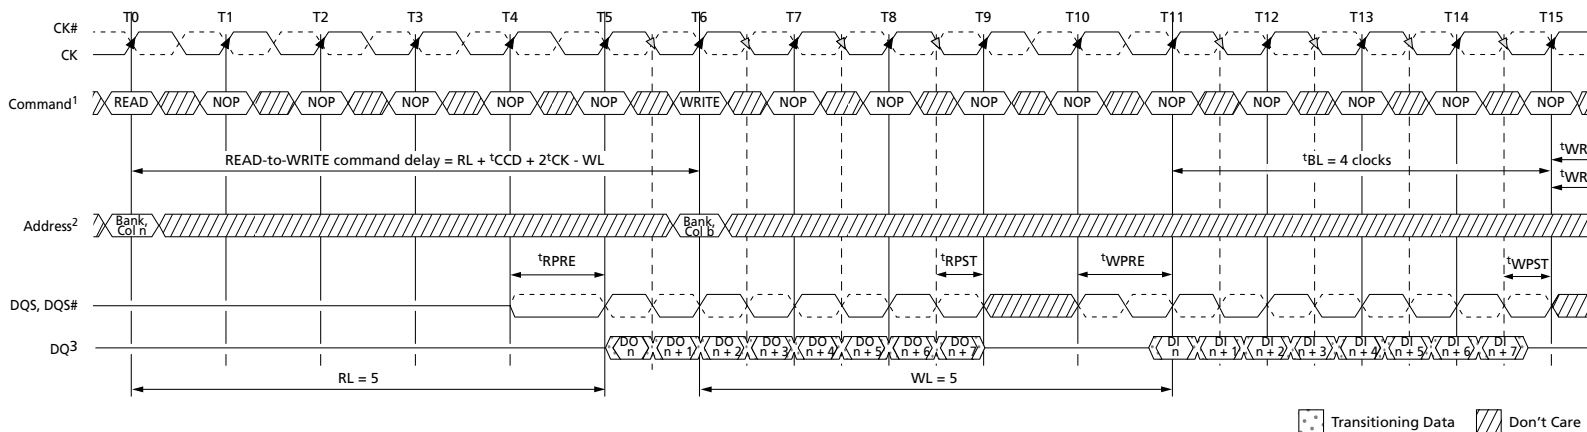 T0 T1 T2 T3 T4 T5 T6 T7 T8 T9 T10 T11 T12 T13 T14 T15
CK#
CK
Command1 READ NOP NOP NOP NOP NOP WRITE NOP NOP NOP NOP NOP NOP NOP NOP NOP
READ-to-WRITE command delay = RL + tCCD + 2tCK - WL
tBL = 4 clocks
tWR
tWR
Address2 Bank, Col n Bank, Col b
tRPRE tRPST tWPRE tWPST
DQS, DQS#
DQ3 DO n DO n + 1 DO n + 2 DO n + 3 DO n + 4 DO n + 5 DO n + 6 DO n + 7 DI n DI n + 1 DI n + 2 DI n + 3 DI n + 4 DI n + 5 DI n + 6 DI n + 7
RL = 5 WL = 5
Transitioning Data Don't Care